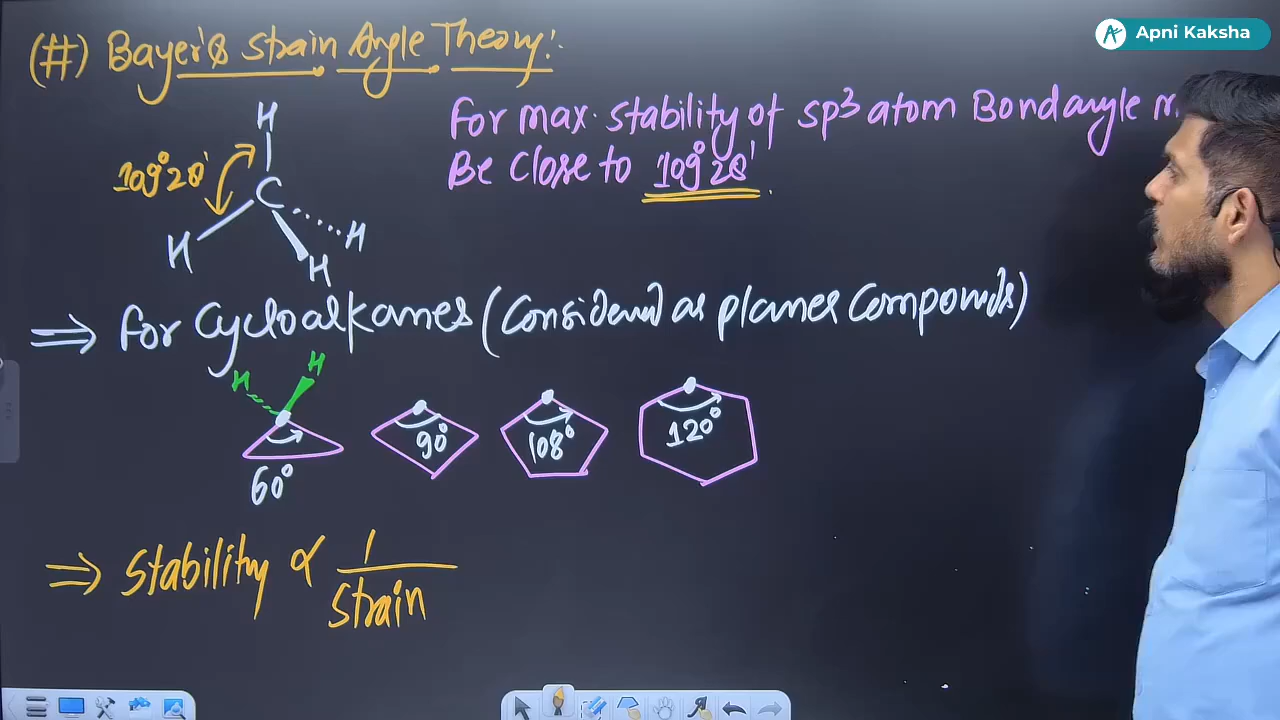 Apni Kaksha
(#) Bayer's Strain Angle Theory:
For max. stability of sp³ atom Bond angle
Be close to 109°28'
H
109°28'
C
H
H
H
⇒ for Cycloalkanes (Considered as planer Compounds)
H H
60° 90° 108° 120°
⇒ Stability ∝ 1
Strain